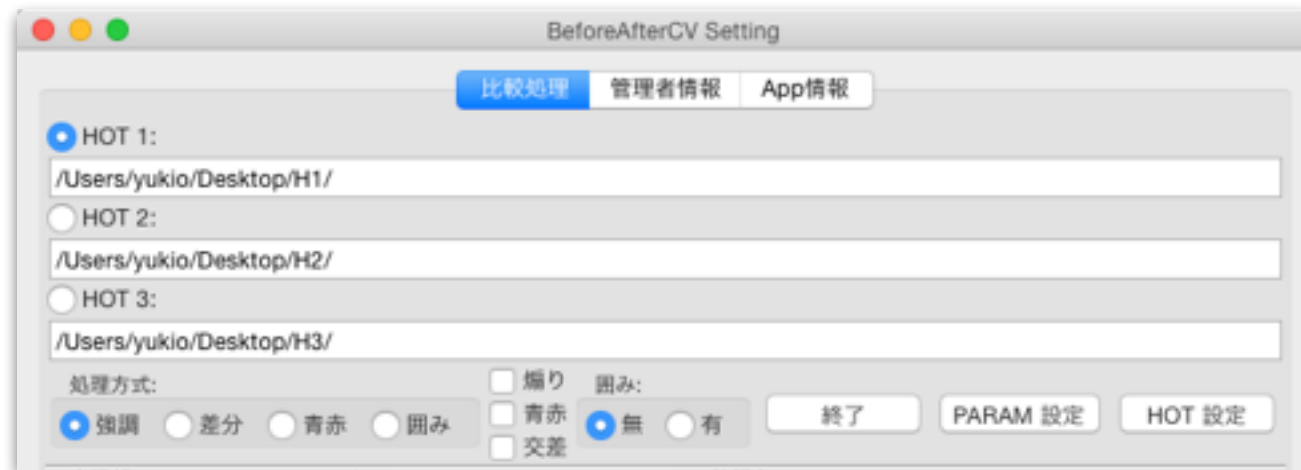 BeforeAfterCV Setting
比較処理 管理者情報 App情報
HOT 1:
/Users/yukio/Desktop/H1/
HOT 2:
/Users/yukio/Desktop/H2/
HOT 3:
/Users/yukio/Desktop/H3/
処理方式: 煽り 囲み:
強調 差分 青赤 囲み 青赤 無 有 終了 PARAM 設定 HOT 設定
交差